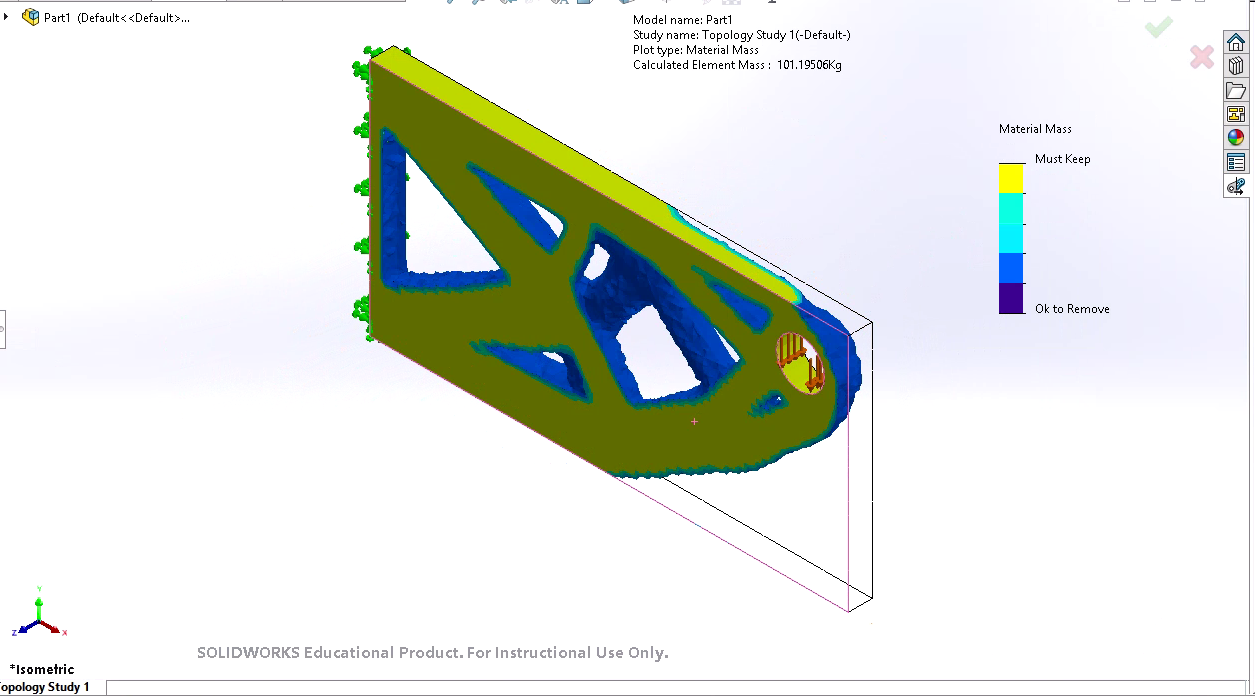 Part1 (Default<<Default>...
Model name: Part1
Study name: Topology Study 1(-Default-)
Plot type: Material Mass
Calculated Element Mass : 101.19506Kg
Material Mass
Must Keep
Ok to Remove
Y
Z
X
SOLIDWORKS Educational Product. For Instructional Use Only.
*Isometric
opology Study 1